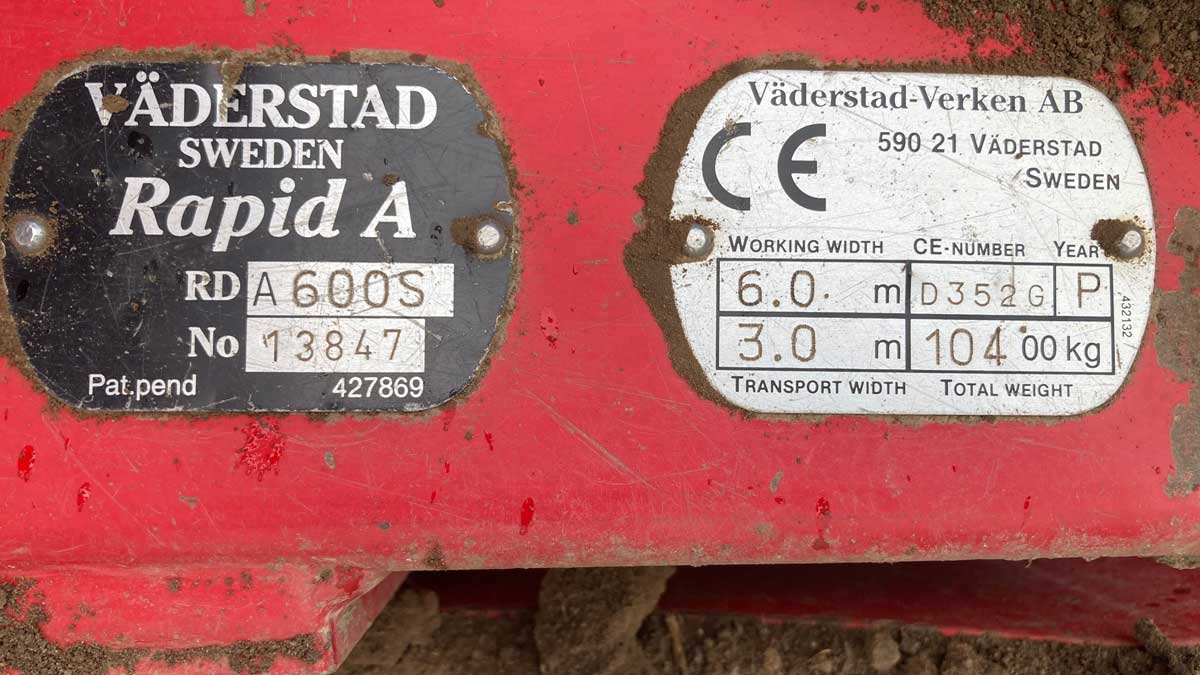 VÄDERSTAD
SWEDEN
Rapid A
RD A 600S
No 13847
Pat.pend 427869
Väderstad-Verken AB
CE
590 21 VÄDERSTAD
SWEDEN
WORKING WIDTH CE-NUMBER YEAR
6.0 m D352G P
3.0 m 10400 kg
TRANSPORT WIDTH TOTAL WEIGHT
432132